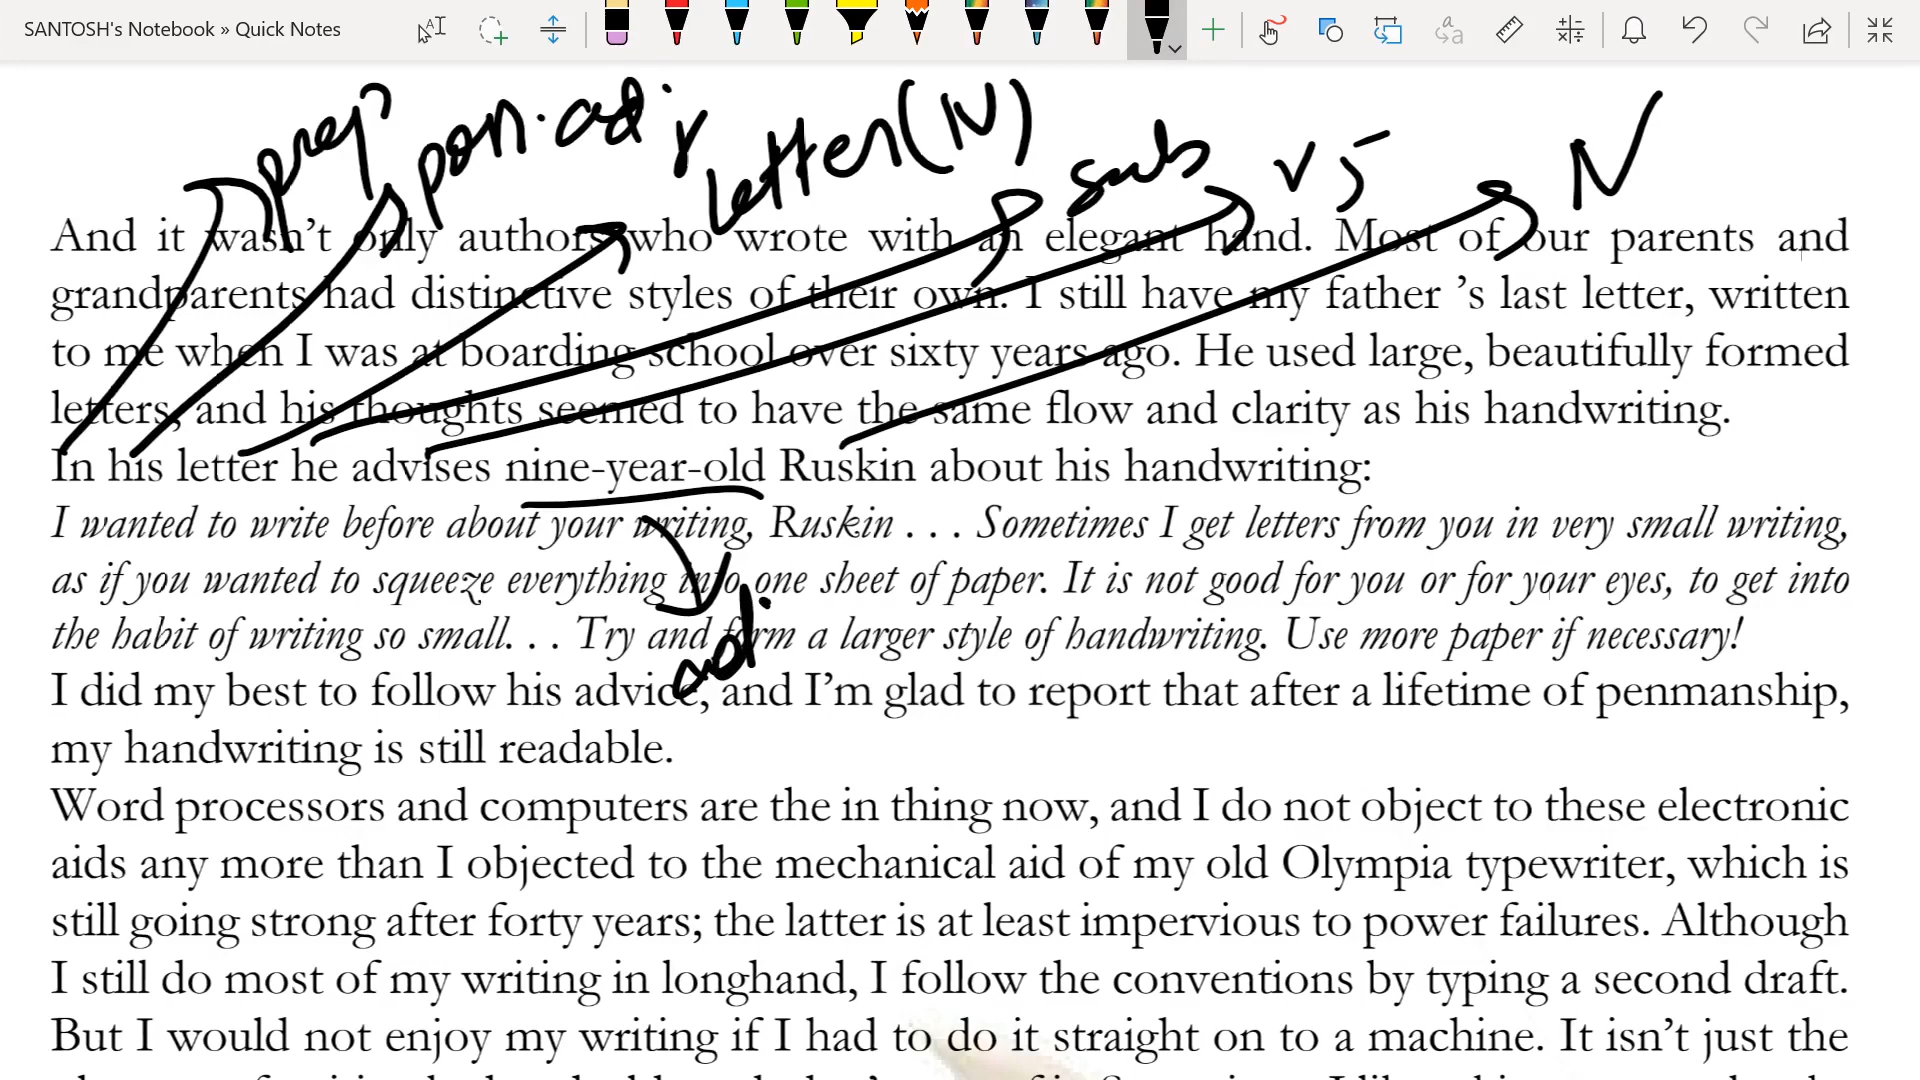 SANTOSH's Notebook » Quick Notes
prep poss. adj letter (N) sub V5 N
And it wasn't only authors who wrote with an elegant hand. Most of our parents and
grandparents had distinctive styles of their own. I still have my father 's last letter, written
to me when I was at boarding school over sixty years ago. He used large, beautifully formed
letters, and his thoughts seemed to have the same flow and clarity as his handwriting.
In his letter he advises nine-year-old Ruskin about his handwriting:
I wanted to write before about your writing, Ruskin . . . Sometimes I get letters from you in very small writing,
as if you wanted to squeeze everything into one sheet of paper. It is not good for you or for your eyes, to get into
the habit of writing so small. . . Try and form a larger style of handwriting. Use more paper if necessary!
adj
I did my best to follow his advice, and I'm glad to report that after a lifetime of penmanship,
my handwriting is still readable.
Word processors and computers are the in thing now, and I do not object to these electronic
aids any more than I objected to the mechanical aid of my old Olympia typewriter, which is
still going strong after forty years; the latter is at least impervious to power failures. Although
I still do most of my writing in longhand, I follow the conventions by typing a second draft.
But I would not enjoy my writing if I had to do it straight on to a machine. It isn't just the